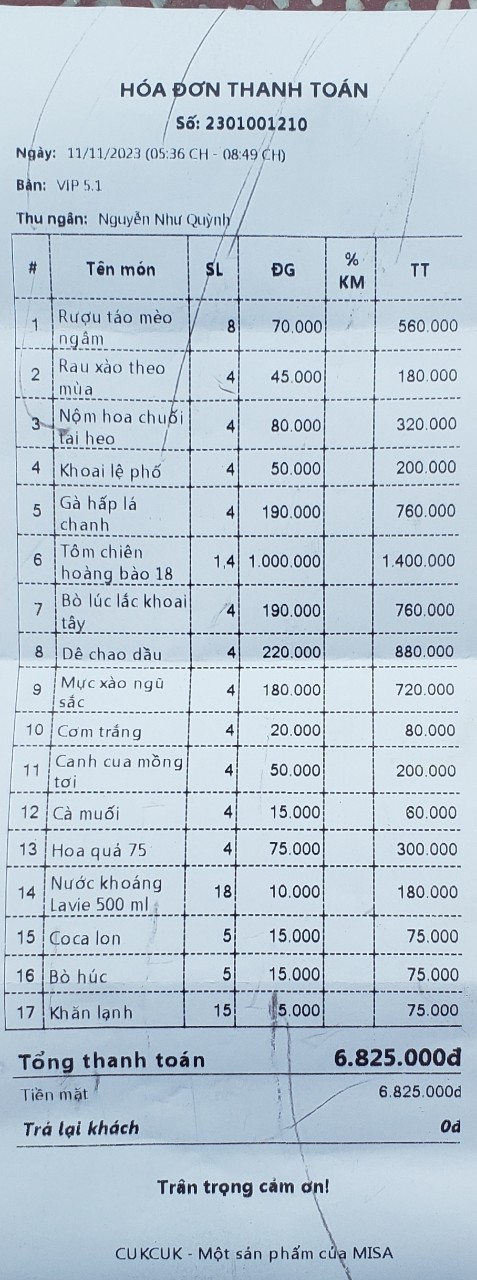 HÓA ĐƠN THANH TOÁN
Số: 2301001210
Ngày: 11/11/2023 (05:36 CH - 08:49 CH)
Bàn: VIP 5.1
Thu ngân: Nguyễn Như Quỳnh
# Tên món SL ĐG % KM TT
1 Rượu táo mèo ngâm 8 70.000 560.000
2 Rau xào theo mùa 4 45.000 180.000
3 Nộm hoa chuối tai heo 4 80.000 320.000
4 Khoai lệ phố 4 50.000 200.000
5 Gà hấp lá chanh 4 190.000 760.000
6 Tôm chiên hoàng bào 18 1,4 1.000.000 1.400.000
7 Bò lúc lắc khoai tây 4 190.000 760.000
8 Dê chao dầu 4 220.000 880.000
9 Mực xào ngũ sắc 4 180.000 720.000
10 Cơm trắng 4 20.000 80.000
11 Canh cua mồng tơi 4 50.000 200.000
12 Cà muối 4 15.000 60.000
13 Hoa quả 75 4 75.000 300.000
14 Nước khoáng Lavie 500 ml 18 10.000 180.000
15 Coca lon 5 15.000 75.000
16 Bò húc 5 15.000 75.000
17 Khăn lạnh 15 5.000 75.000
Tổng thanh toán 6.825.000đ
Tiền mặt 6.825.000đ
Trả lại khách 0đ
Trân trọng cảm ơn!
CUKCUK - Một sản phẩm của MISA